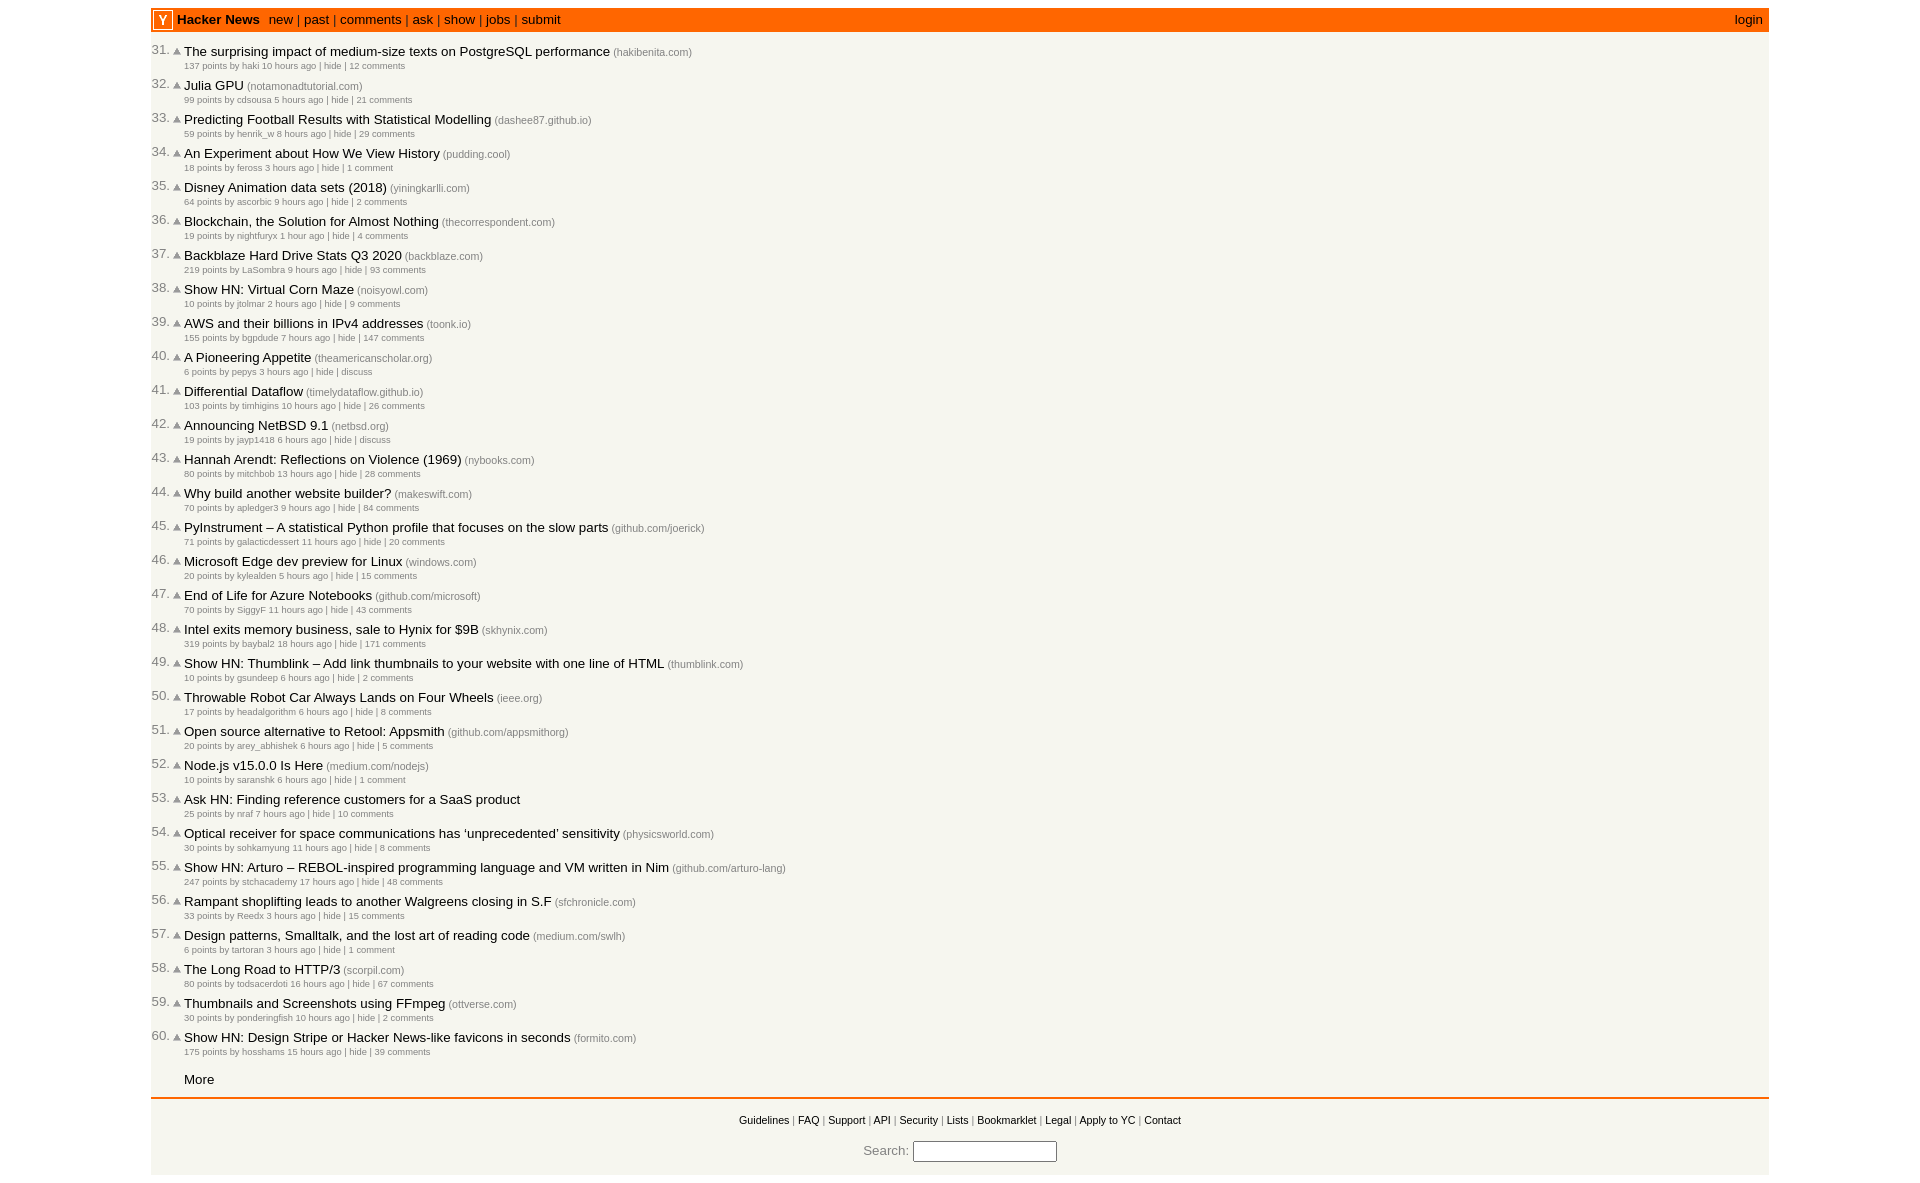 Y Hacker News new | past | comments | ask | show | jobs | submit login
31. The surprising impact of medium-size texts on PostgreSQL performance (hakibenita.com)
137 points by haki 10 hours ago | hide | 12 comments
32. Julia GPU (notamonadtutorial.com)
99 points by cdsousa 5 hours ago | hide | 21 comments
33. Predicting Football Results with Statistical Modelling (dashee87.github.io)
59 points by henrik_w 8 hours ago | hide | 29 comments
34. An Experiment about How We View History (pudding.cool)
18 points by feross 3 hours ago | hide | 1 comment
35. Disney Animation data sets (2018) (yiningkarlli.com)
64 points by ascorbic 9 hours ago | hide | 2 comments
36. Blockchain, the Solution for Almost Nothing (thecorrespondent.com)
19 points by nightfuryx 1 hour ago | hide | 4 comments
37. Backblaze Hard Drive Stats Q3 2020 (backblaze.com)
219 points by LaSombra 9 hours ago | hide | 93 comments
38. Show HN: Virtual Corn Maze (noisyowl.com)
10 points by jtolmar 2 hours ago | hide | 9 comments
39. AWS and their billions in IPv4 addresses (toonk.io)
155 points by bgpdude 7 hours ago | hide | 147 comments
40. A Pioneering Appetite (theamericanscholar.org)
6 points by pepys 3 hours ago | hide | discuss
41. Differential Dataflow (timelydataflow.github.io)
103 points by timhigins 10 hours ago | hide | 26 comments
42. Announcing NetBSD 9.1 (netbsd.org)
19 points by jayp1418 6 hours ago | hide | discuss
43. Hannah Arendt: Reflections on Violence (1969) (nybooks.com)
80 points by mitchbob 13 hours ago | hide | 28 comments
44. Why build another website builder? (makeswift.com)
70 points by apledger3 9 hours ago | hide | 84 comments
45. PyInstrument – A statistical Python profile that focuses on the slow parts (github.com/joerick)
71 points by galacticdessert 11 hours ago | hide | 20 comments
46. Microsoft Edge dev preview for Linux (windows.com)
20 points by kylealden 5 hours ago | hide | 15 comments
47. End of Life for Azure Notebooks (github.com/microsoft)
70 points by SiggyF 11 hours ago | hide | 43 comments
48. Intel exits memory business, sale to Hynix for $9B (skhynix.com)
319 points by baybal2 18 hours ago | hide | 171 comments
49. Show HN: Thumblink – Add link thumbnails to your website with one line of HTML (thumblink.com)
10 points by gsundeep 6 hours ago | hide | 2 comments
50. Throwable Robot Car Always Lands on Four Wheels (ieee.org)
17 points by headalgorithm 6 hours ago | hide | 8 comments
51. Open source alternative to Retool: Appsmith (github.com/appsmithorg)
20 points by arey_abhishek 6 hours ago | hide | 5 comments
52. Node.js v15.0.0 Is Here (medium.com/nodejs)
10 points by saranshk 6 hours ago | hide | 1 comment
53. Ask HN: Finding reference customers for a SaaS product
25 points by nraf 7 hours ago | hide | 10 comments
54. Optical receiver for space communications has ‘unprecedented’ sensitivity (physicsworld.com)
30 points by sohkamyung 11 hours ago | hide | 8 comments
55. Show HN: Arturo – REBOL-inspired programming language and VM written in Nim (github.com/arturo-lang)
247 points by stchacademy 17 hours ago | hide | 48 comments
56. Rampant shoplifting leads to another Walgreens closing in S.F (sfchronicle.com)
33 points by Reedx 3 hours ago | hide | 15 comments
57. Design patterns, Smalltalk, and the lost art of reading code (medium.com/swlh)
6 points by tartoran 3 hours ago | hide | 1 comment
58. The Long Road to HTTP/3 (scorpil.com)
80 points by todsacerdoti 16 hours ago | hide | 67 comments
59. Thumbnails and Screenshots using FFmpeg (ottverse.com)
30 points by ponderingfish 10 hours ago | hide | 2 comments
60. Show HN: Design Stripe or Hacker News-like favicons in seconds (formito.com)
175 points by hosshams 15 hours ago | hide | 39 comments
More
Guidelines | FAQ | Support | API | Security | Lists | Bookmarklet | Legal | Apply to YC | Contact
Search: